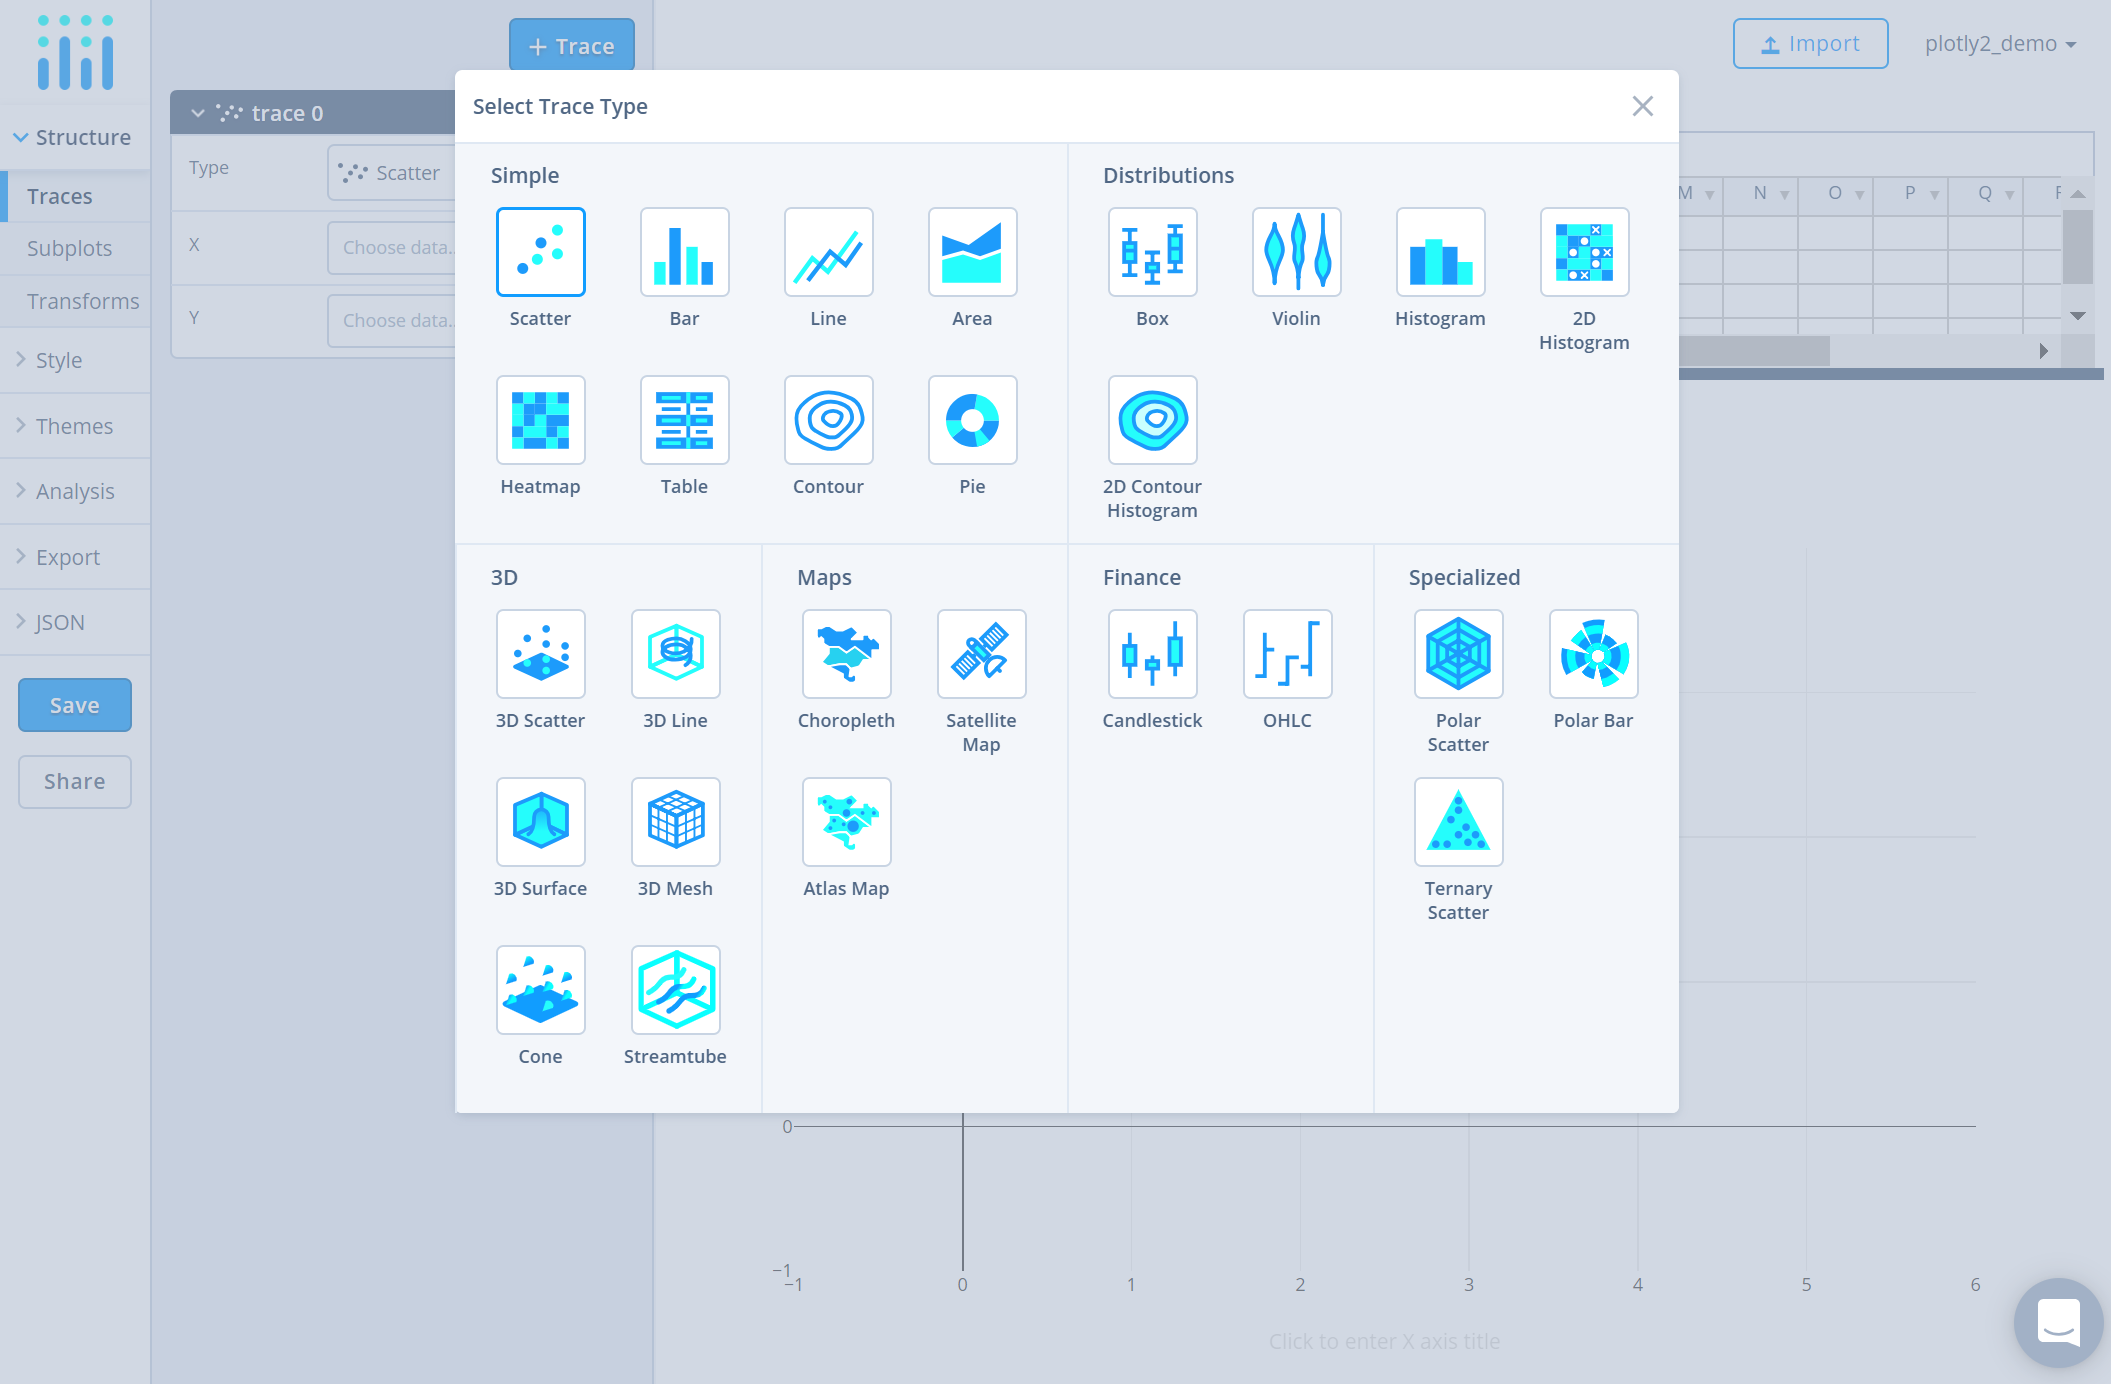 + Trace
Import
plotly2_demo
Select Trace Type
trace 0
Structure
Type
Scatter
Traces
X
Choose data..
Subplots
Transforms
Y
Choose data..
Style
Themes
Analysis
Export
JSON
Save
Share
Simple
Scatter
Bar
Line
Area
Heatmap
Table
Contour
Pie
Distributions
Box
Violin
Histogram
2D
Histogram
2D Contour
Histogram
M N O P Q
3D
3D Scatter
3D Line
3D Surface
3D Mesh
Cone
Streamtube
Maps
Choropleth
Satellite
Map
Atlas Map
Finance
Candlestick
OHLC
Specialized
Polar
Scatter
Polar Bar
Ternary
Scatter
0
−1
−1 0 1 2 3 4 5 6
Click to enter X axis title